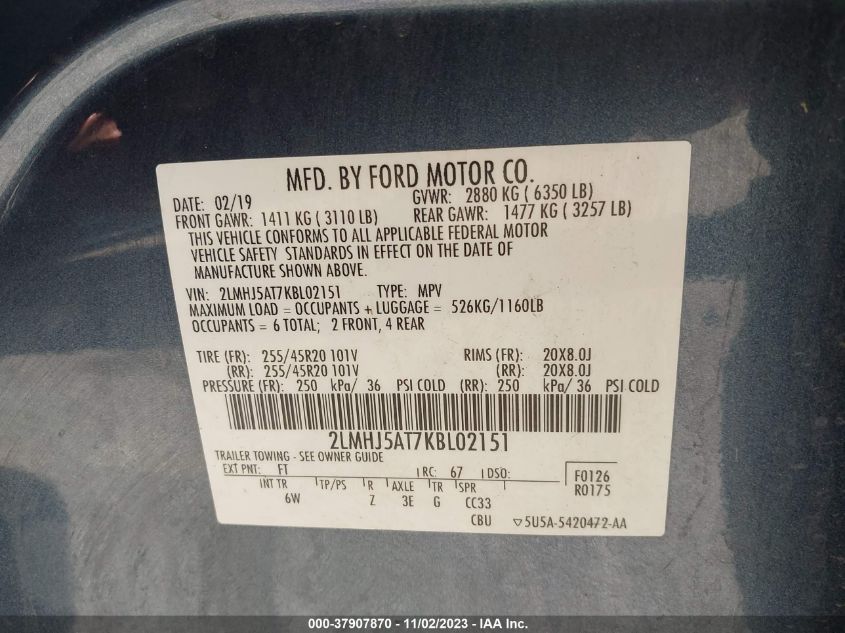 MFD. BY FORD MOTOR CO.
DATE: 02/19 GVWR: 2880 KG ( 6350 LB)
FRONT GAWR: 1411 KG ( 3110 LB) REAR GAWR: 1477 KG ( 3257 LB)
THIS VEHICLE CONFORMS TO ALL APPLICABLE FEDERAL MOTOR
VEHICLE SAFETY STANDARDS IN EFFECT ON THE DATE OF
MANUFACTURE SHOWN ABOVE.
VIN: 2LMHJ5AT7KBL02151 TYPE: MPV
MAXIMUM LOAD = OCCUPANTS + LUGGAGE = 526KG/1160LB
OCCUPANTS = 6 TOTAL; 2 FRONT, 4 REAR
TIRE (FR): 255/45R20 101V RIMS (FR): 20X8.0J
(RR): 255/45R20 101V (RR): 20X8.0J
PRESSURE (FR): 250 kPa/ 36 PSI COLD (RR): 250 kPa/ 36 PSI COLD
2LMHJ5AT7KBL02151
TRAILER TOWING - SEE OWNER GUIDE
EXT PNT: FT RC: 67 DSO: F0126
INT TR TP/PS R AXLE TR SPR R0175
6W Z 3E G CC33
CBU ▽5U5A-5420472-AA
000-37907870 - 11/02/2023 - IAA Inc.